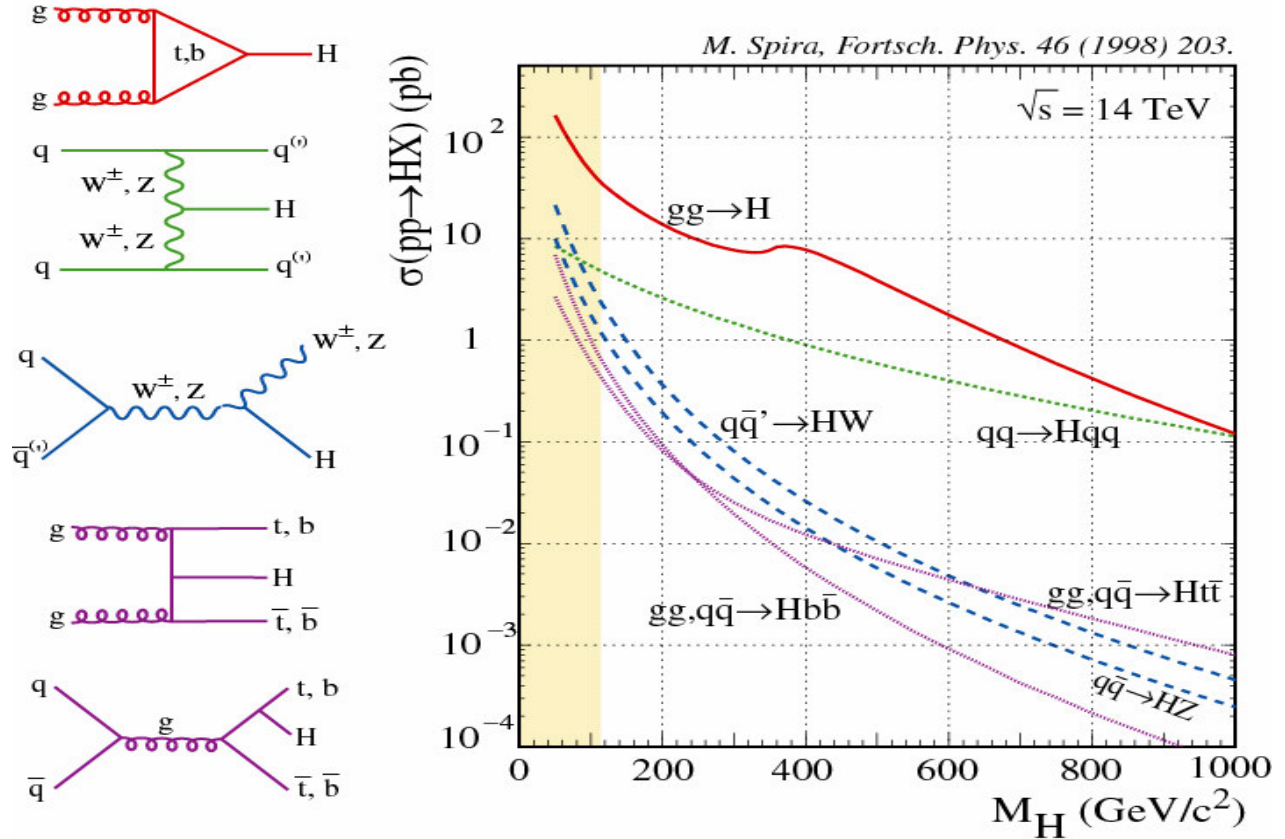 g
t,b
H
g
q
q⁽'⁾
W±, Z
H
W±, Z
q
q⁽'⁾
W±, Z
q
W±, Z
q̄⁽'⁾
H
g
t, b
H
g
t̄, b̄
q
t, b
g
H
q̄
t̄, b̄
M. Spira, Fortsch. Phys. 46 (1998) 203.
σ(pp→HX) (pb)
√s = 14 TeV
10²
gg→H
10
1
qq̄'→HW
qq→Hqq
10⁻¹
10⁻²
gg,qq̄→Hbb̄
gg,qq̄→Htt̄
10⁻³
qq̄→HZ
10⁻⁴
0 200 400 600 800 1000
M_H (GeV/c²)